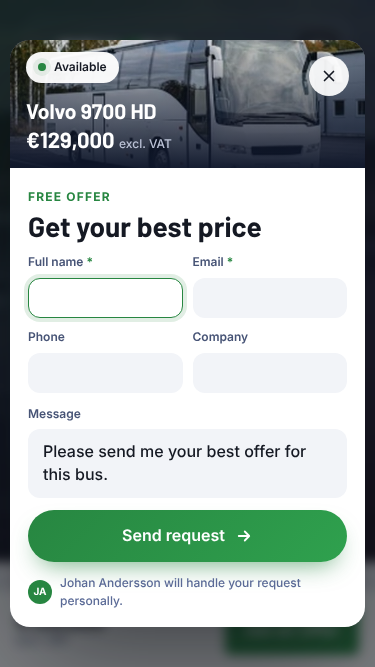 Available
Volvo 9700 HD
€129,000 excl. VAT
FREE OFFER
Get your best price
Full name *
Email *
Phone
Company
Message
Please send me your best offer for
this bus.
Send request →
JA
Johan Andersson will handle your request
personally.